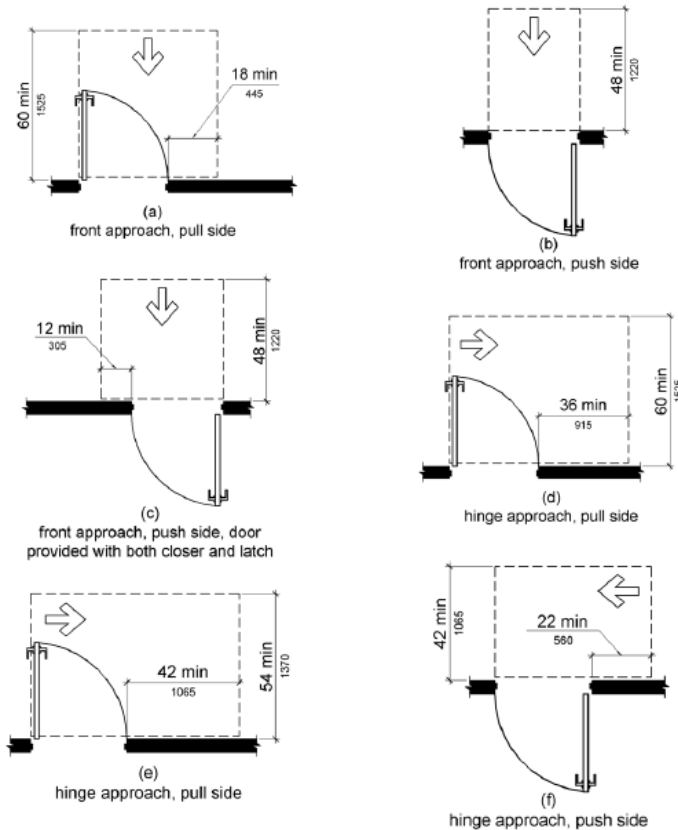 60 min
1525
18 min
445
(a)
front approach, pull side
48 min
1220
(b)
front approach, push side
12 min
305
48 min
1220
(c)
front approach, push side, door
provided with both closer and latch
36 min
915
60 min
1525
(d)
hinge approach, pull side
42 min
1065
54 min
1370
(e)
hinge approach, pull side
42 min
1065
22 min
560
(f)
hinge approach, push side